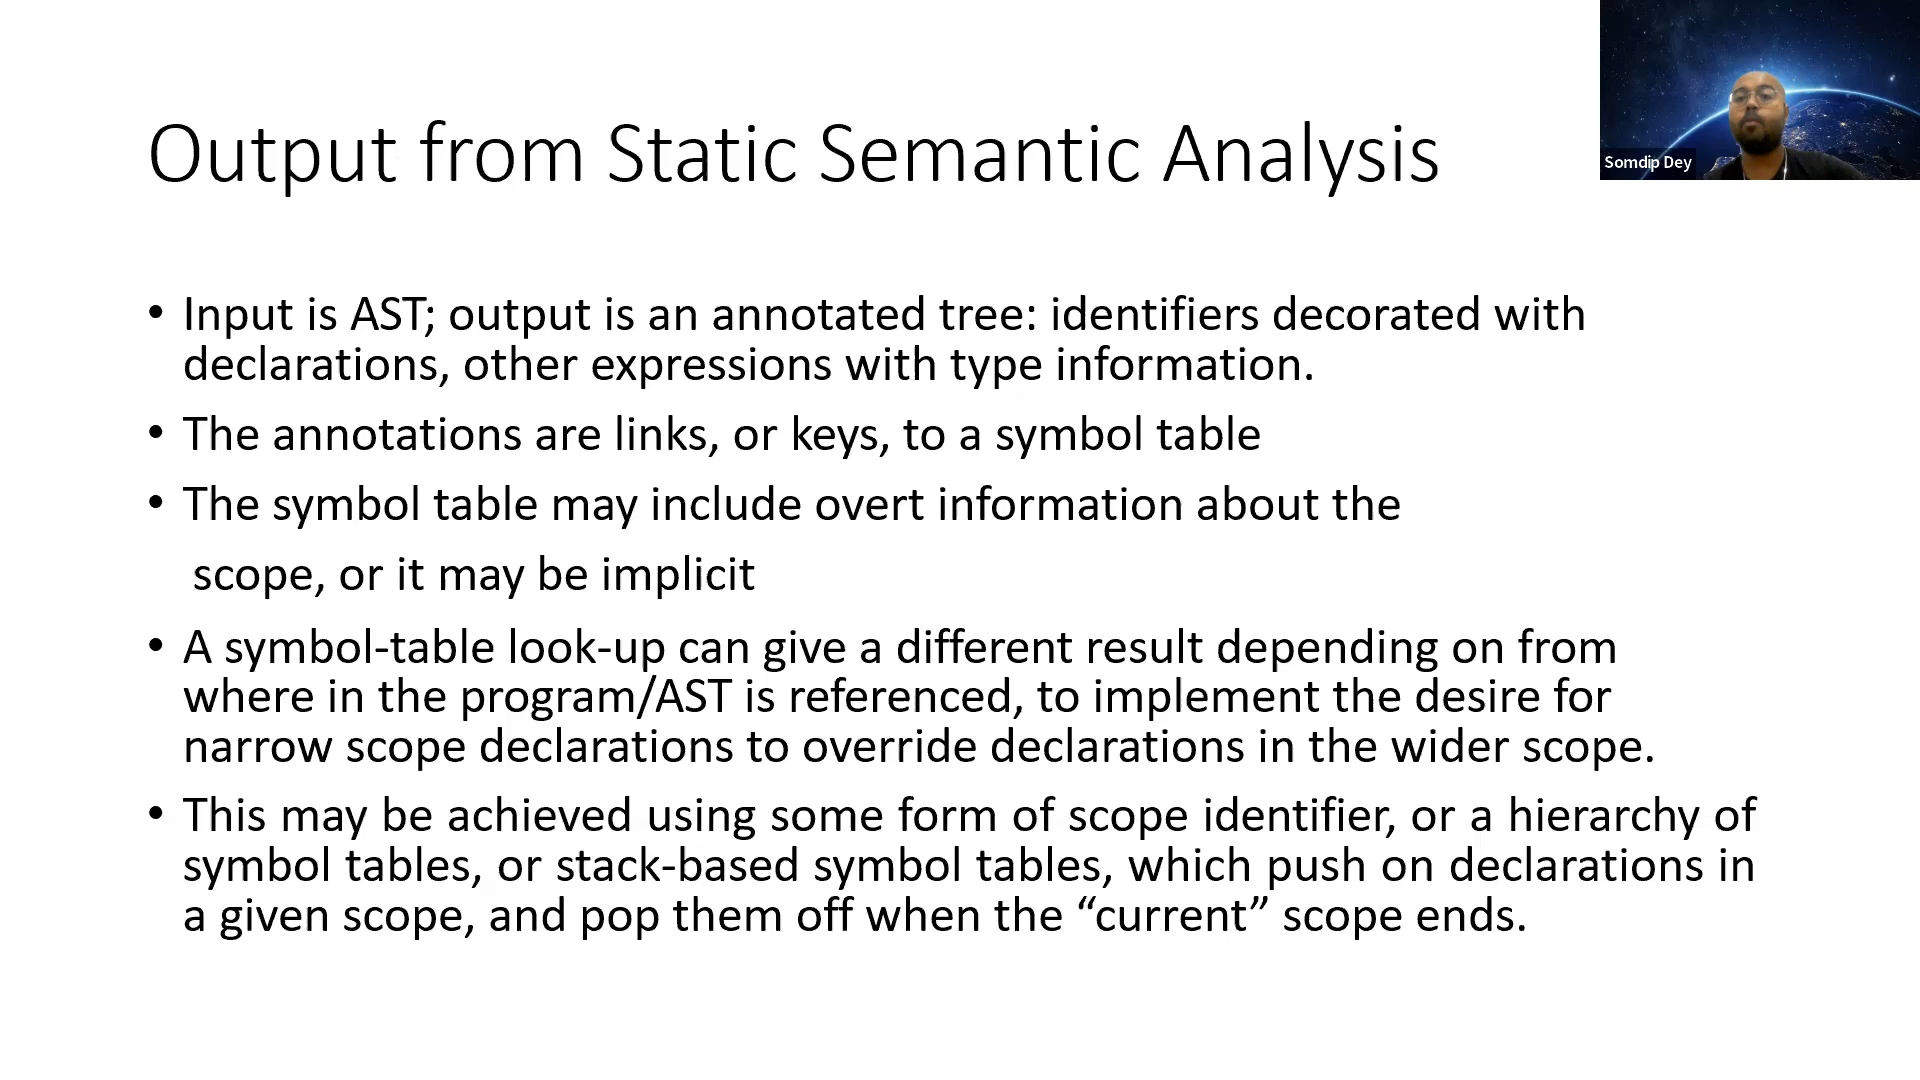 Output from Static Semantic Analysis
Somdip Dey
• Input is AST; output is an annotated tree: identifiers decorated with
declarations, other expressions with type information.
• The annotations are links, or keys, to a symbol table
• The symbol table may include overt information about the
scope, or it may be implicit
• A symbol-table look-up can give a different result depending on from
where in the program/AST is referenced, to implement the desire for
narrow scope declarations to override declarations in the wider scope.
• This may be achieved using some form of scope identifier, or a hierarchy of
symbol tables, or stack-based symbol tables, which push on declarations in
a given scope, and pop them off when the “current” scope ends.